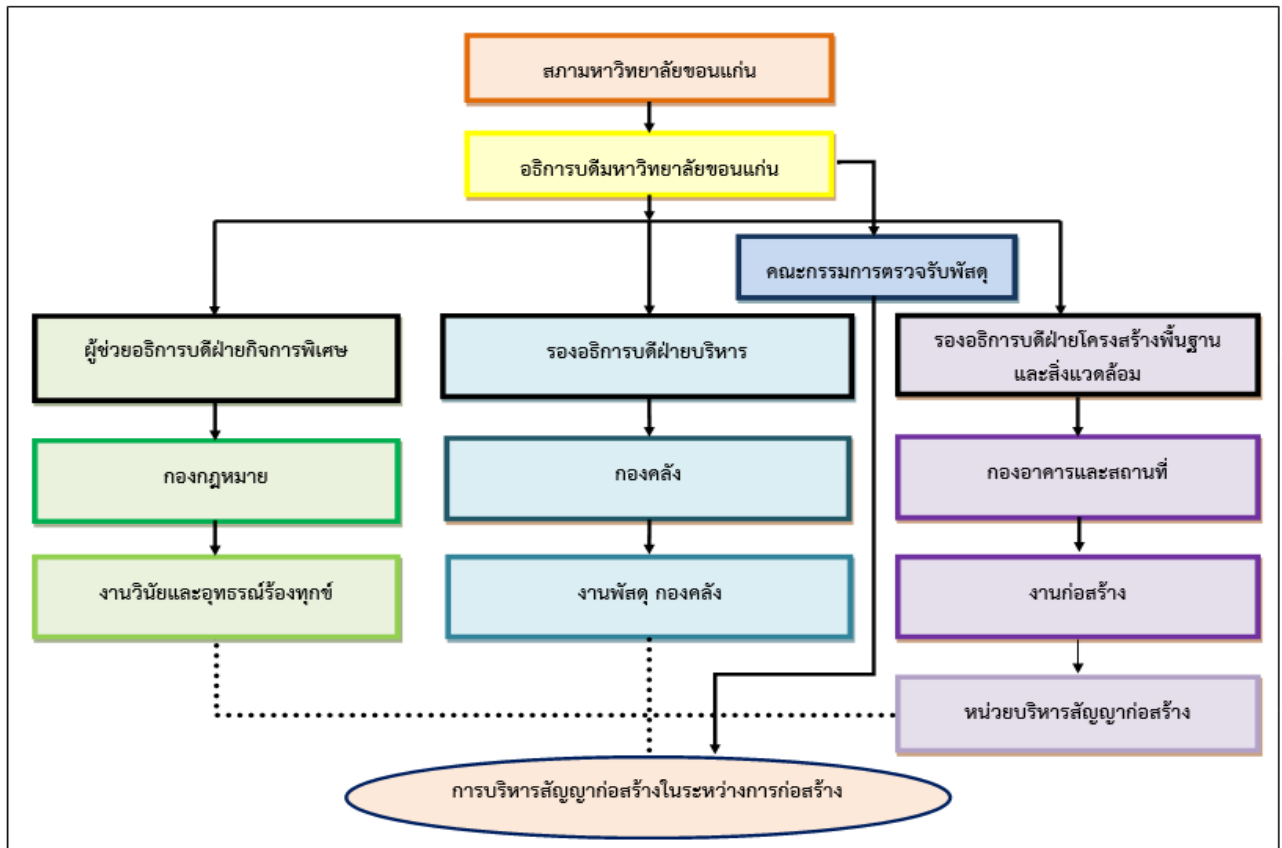 สภามหาวิทยาลัยขอนแก่น
อธิการบดีมหาวิทยาลัยขอนแก่น
คณะกรรมการตรวจรับพัสดุ
ผู้ช่วยอธิการบดีฝ่ายกิจการพิเศษ
รองอธิการบดีฝ่ายบริหาร
รองอธิการบดีฝ่ายโครงสร้างพื้นฐาน
และสิ่งแวดล้อม
กองกฎหมาย
กองคลัง
กองอาคารและสถานที่
งานวินัยและอุทธรณ์ร้องทุกข์
งานพัสดุ กองคลัง
งานก่อสร้าง
หน่วยบริหารสัญญาก่อสร้าง
การบริหารสัญญาก่อสร้างในระหว่างการก่อสร้าง